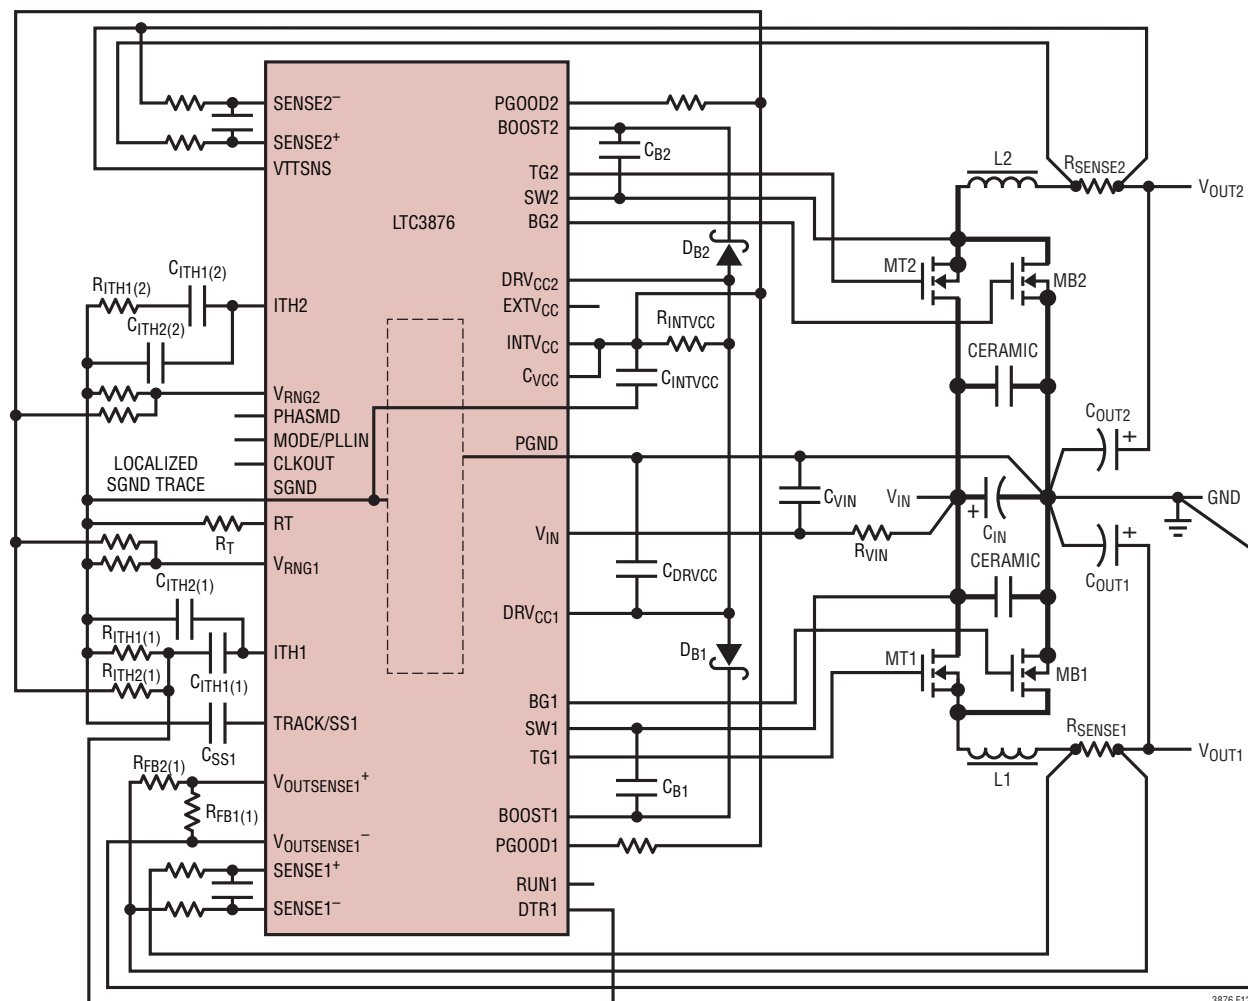 SENSE2–
SENSE2+
VTTSNS
LTC3876
PGOOD2
BOOST2
CB2
TG2
SW2
BG2
DB2
L2
RSENSE2
VOUT2
MT2
MB2
CITH1(2)
RITH1(2)
CITH2(2)
ITH2
DRVCC2
EXTVCC
RINTVCC
INTVCC
CVCC
CINTVCC
CERAMIC
COUT2
+
VRNG2
PHASMD
MODE/PLLIN
CLKOUT
LOCALIZED
SGND TRACE
SGND
PGND
CVIN
VIN
+
CIN
GND
RT
RT
VIN
RVIN
VRNG1
CITH2(1)
CDRVCC
CERAMIC
COUT1
+
DRVCC1
RITH1(1)
ITH1
RITH2(1)
CITH1(1)
DB1
MT1
MB1
BG1
SW1
TG1
TRACK/SS1
CSS1
RSENSE1
VOUT1
L1
RFB2(1)
VOUTSENSE1+
RFB1(1)
VOUTSENSE1–
CB1
BOOST1
PGOOD1
SENSE1+
SENSE1–
RUN1
DTR1